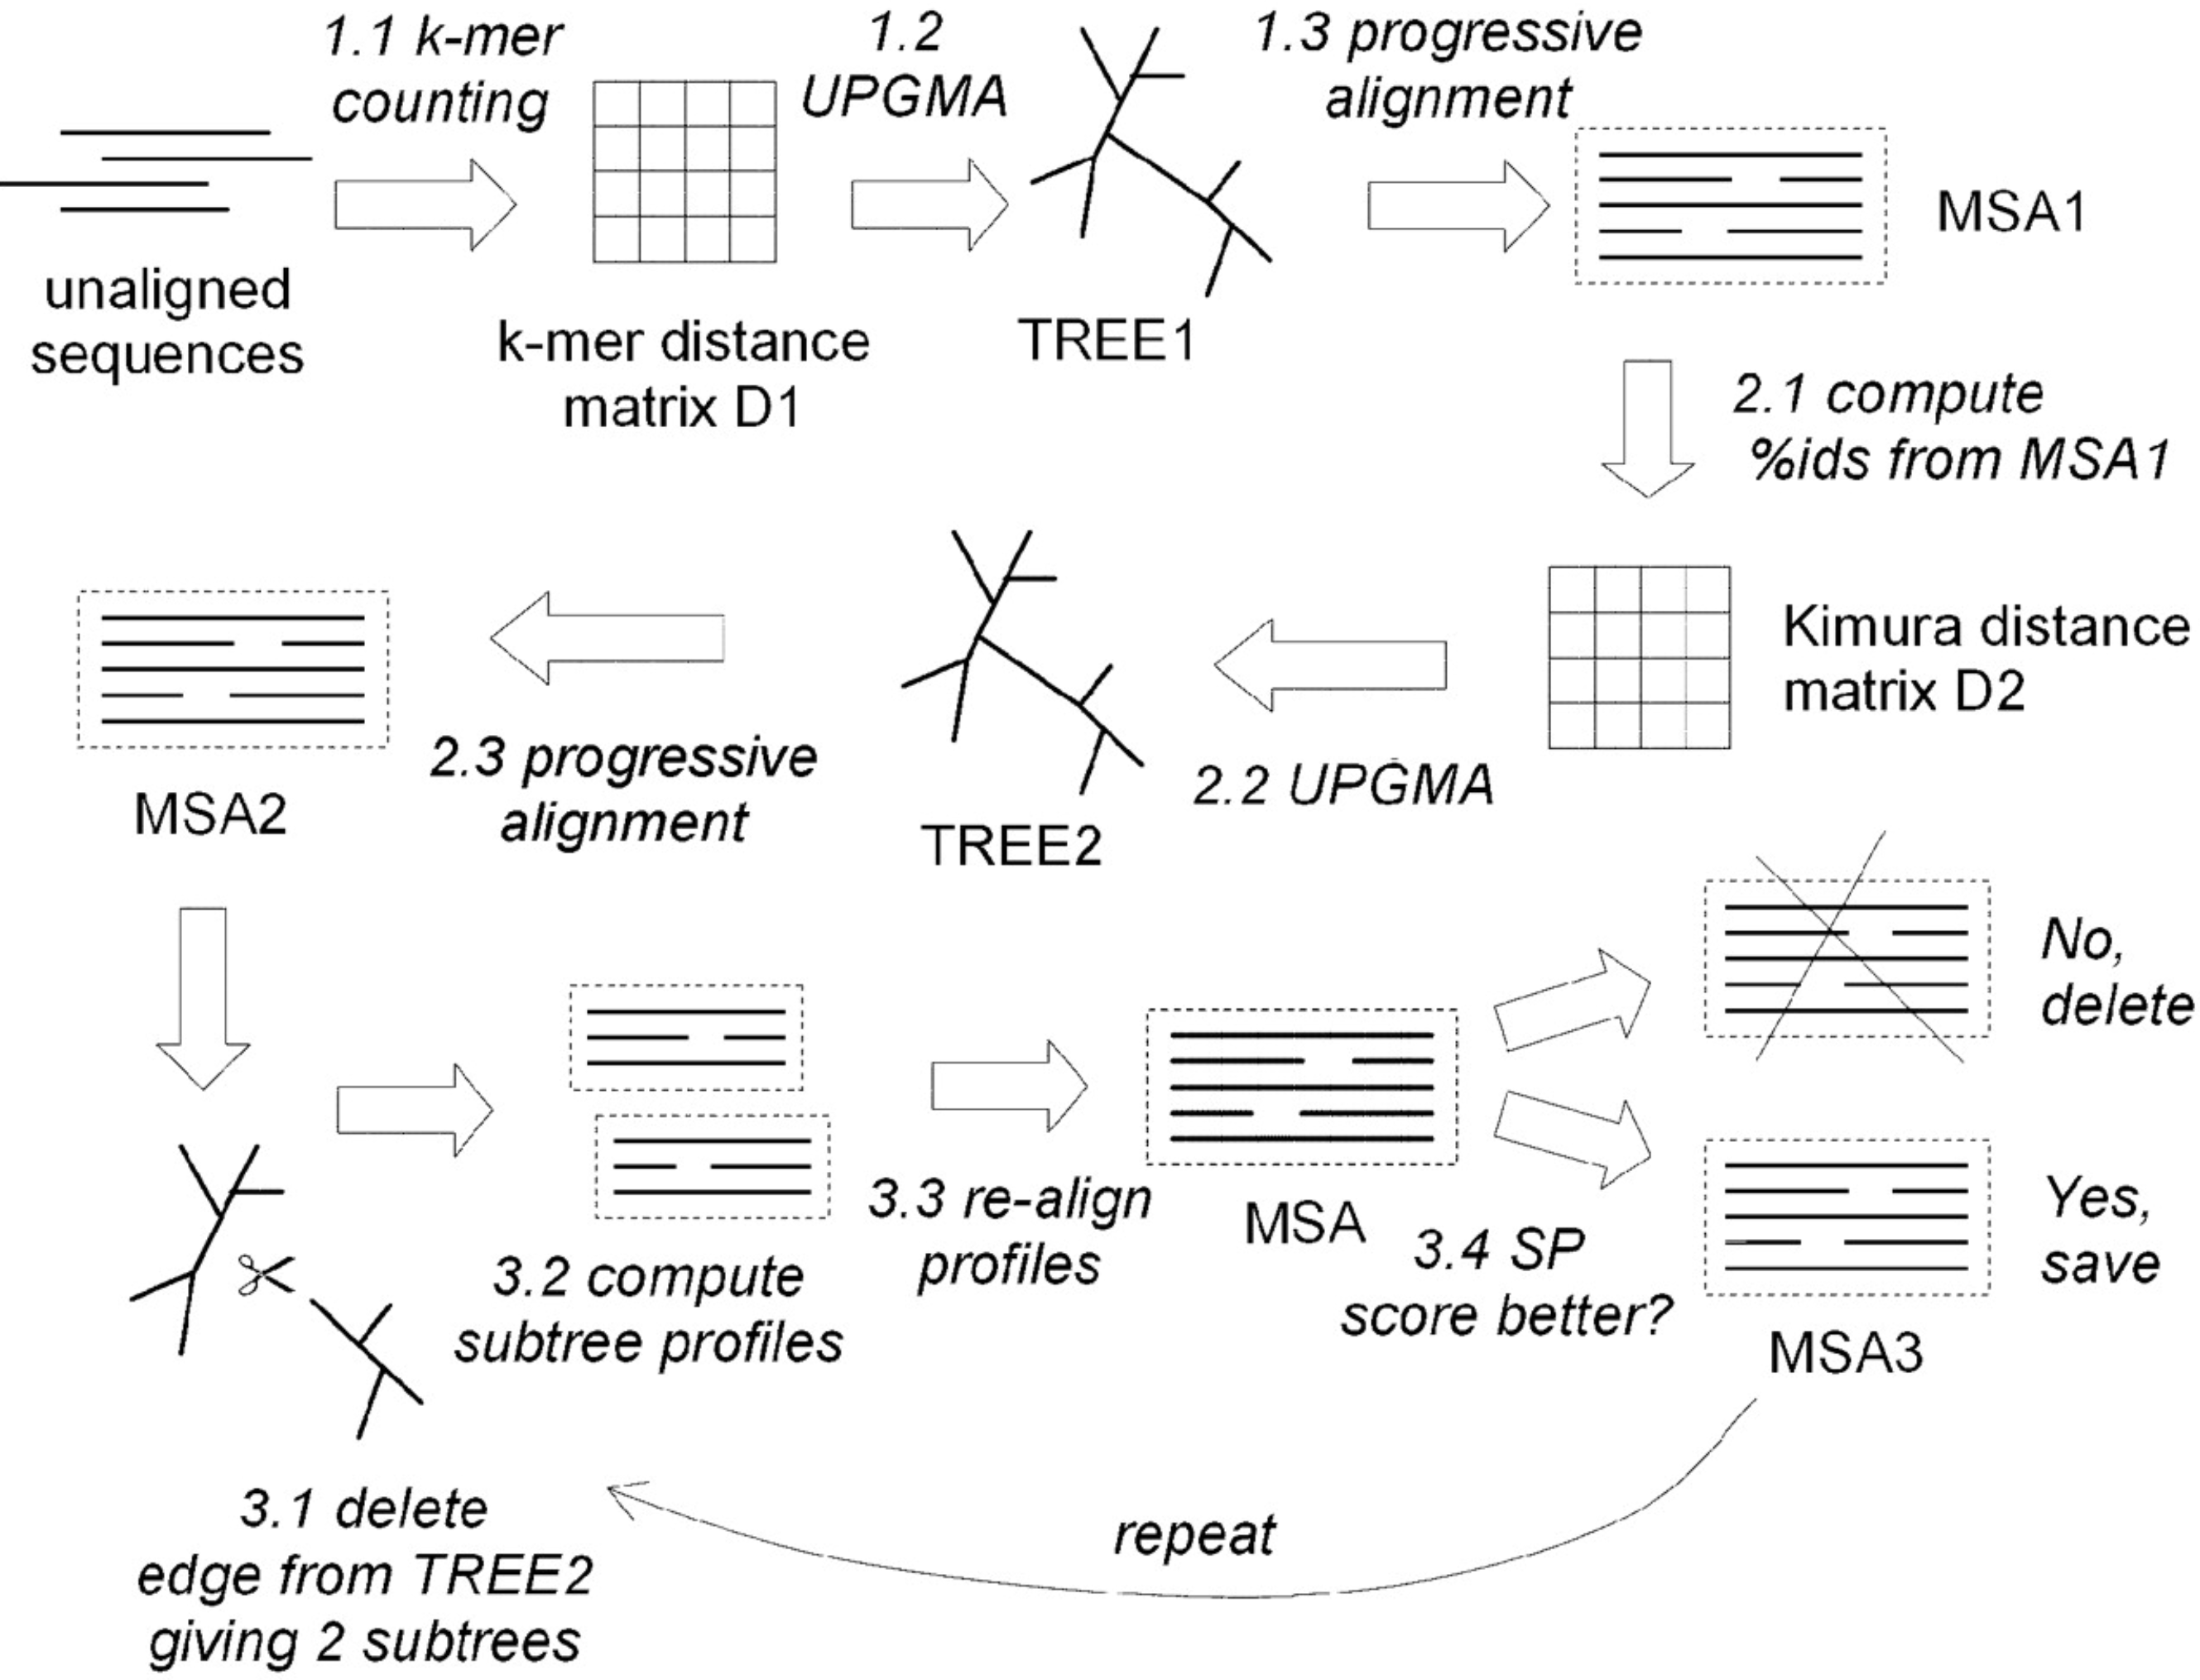 1.1 k-mer
counting
1.2
UPGMA
1.3 progressive
alignment
unaligned
sequences
k-mer distance
matrix D1
TREE1
MSA1
2.1 compute
%ids from MSA1
Kimura distance
matrix D2
2.2 UPGMA
TREE2
2.3 progressive
alignment
MSA2
3.1 delete
edge from TREE2
giving 2 subtrees
3.2 compute
subtree profiles
3.3 re-align
profiles
MSA
3.4 SP
score better?
No,
delete
Yes,
save
MSA3
repeat